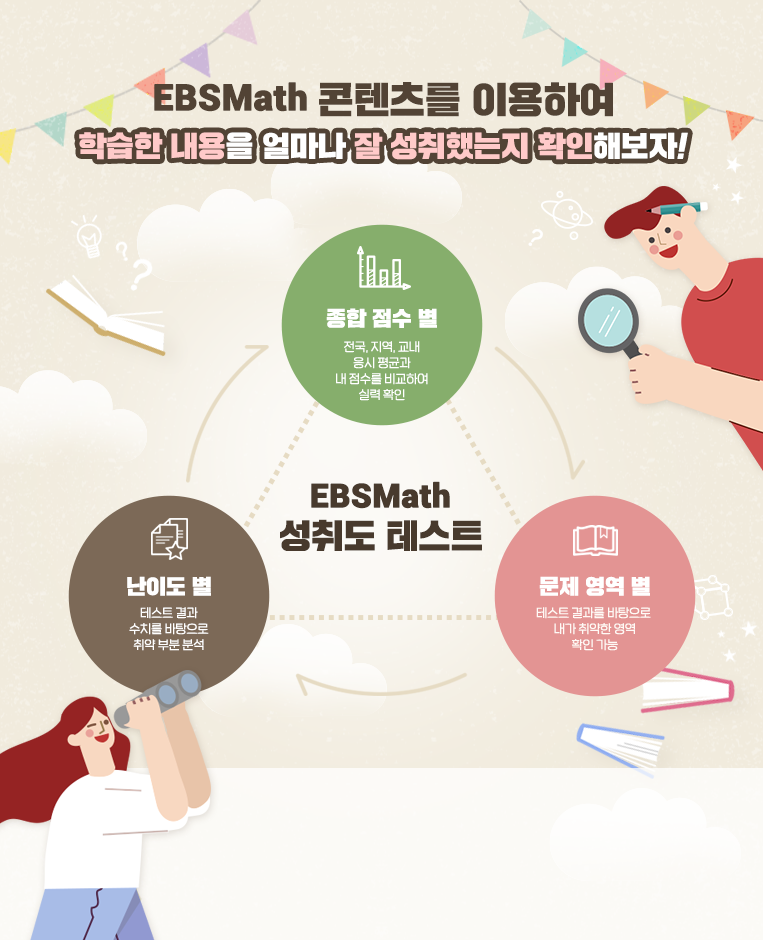 EBSMath 콘텐츠를 이용하여
학습한 내용을 얼마나 잘 성취했는지 확인해보자!
종합 점수 별
전국, 지역, 교내
응시 평균과
내 점수를 비교하여
실력 확인
EBSMath
성취도 테스트
난이도 별
테스트 결과
수치를 바탕으로
취약 부분 분석
문제 영역 별
테스트 결과를 바탕으로
내가 취약한 영역
확인 가능